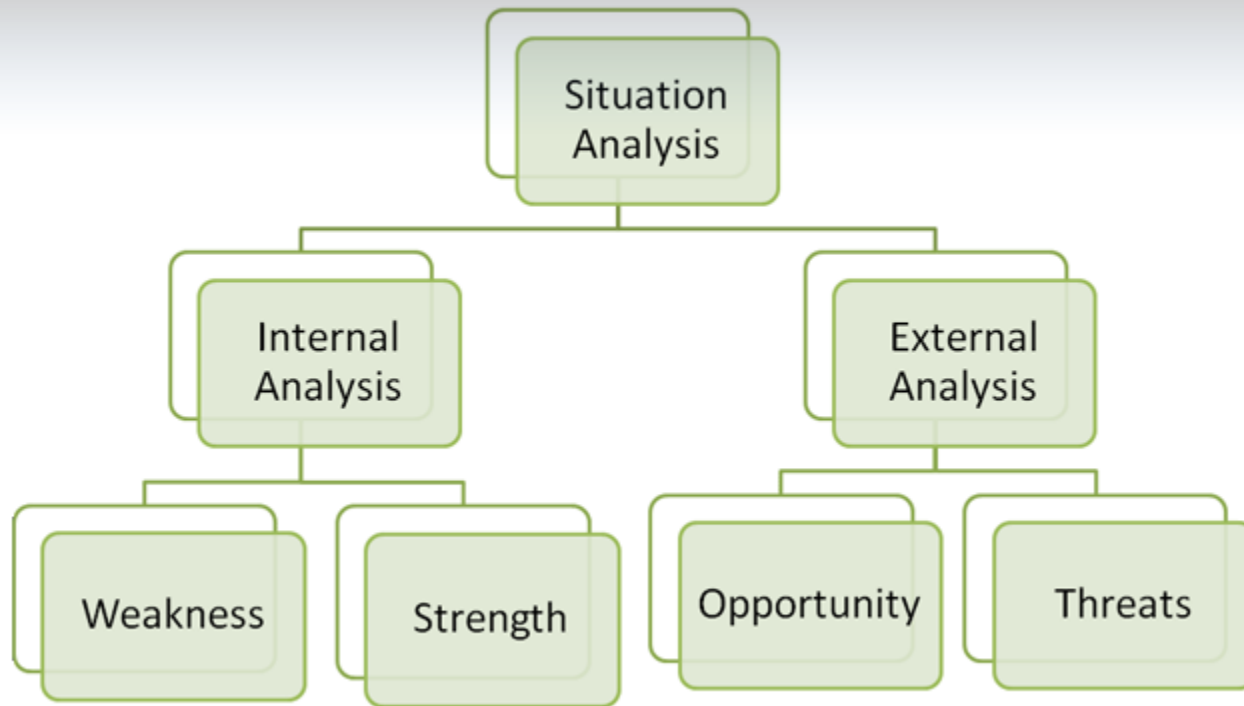 Situation
Analysis
Internal
Analysis
External
Analysis
Weakness
Strength
Opportunity
Threats